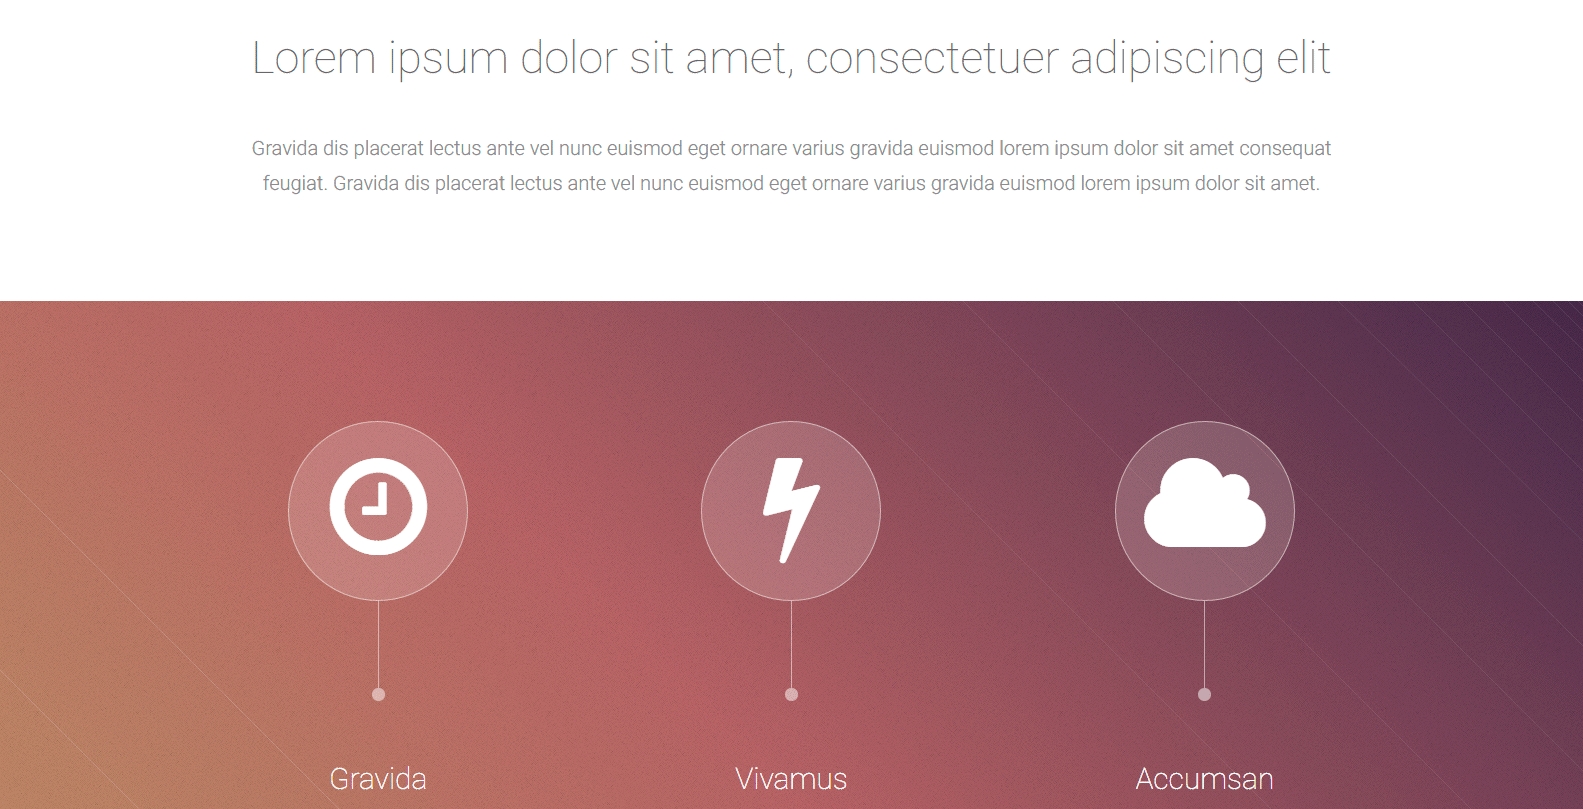 Lorem ipsum dolor sit amet, consectetuer adipiscing elit
Gravida dis placerat lectus ante vel nunc euismod eget ornare varius gravida euismod lorem ipsum dolor sit amet consequat
feugiat. Gravida dis placerat lectus ante vel nunc euismod eget ornare varius gravida euismod lorem ipsum dolor sit amet.
Gravida
Vivamus
Accumsan